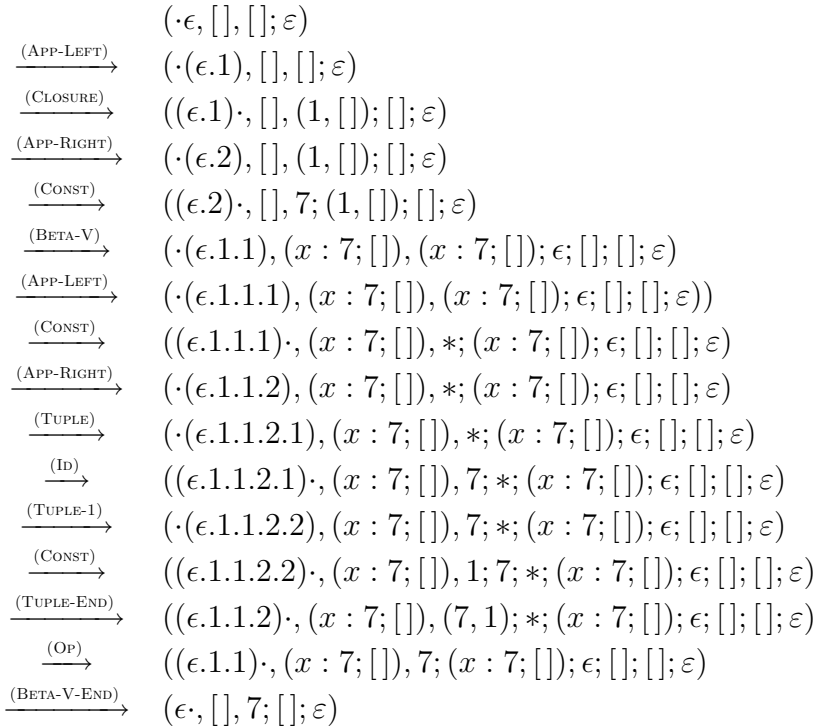 (·ϵ, [ ], [ ]; ε)
(App-Left) ⟶ (·(ϵ.1), [ ], [ ]; ε)
(Closure) ⟶ ((ϵ.1)·, [ ], (1, [ ]); [ ]; ε)
(App-Right) ⟶ (·(ϵ.2), [ ], (1, [ ]); [ ]; ε)
(Const) ⟶ ((ϵ.2)·, [ ], 7; (1, [ ]); [ ]; ε)
(Beta-V) ⟶ (·(ϵ.1.1), (x : 7; [ ]), (x : 7; [ ]); ϵ; [ ]; [ ]; ε)
(App-Left) ⟶ (·(ϵ.1.1.1), (x : 7; [ ]), (x : 7; [ ]); ϵ; [ ]; [ ]; ε))
(Const) ⟶ ((ϵ.1.1.1)·, (x : 7; [ ]), ∗; (x : 7; [ ]); ϵ; [ ]; [ ]; ε)
(App-Right) ⟶ (·(ϵ.1.1.2), (x : 7; [ ]), ∗; (x : 7; [ ]); ϵ; [ ]; [ ]; ε)
(Tuple) ⟶ (·(ϵ.1.1.2.1), (x : 7; [ ]), ∗; (x : 7; [ ]); ϵ; [ ]; [ ]; ε)
(Id) ⟶ ((ϵ.1.1.2.1)·, (x : 7; [ ]), 7; ∗; (x : 7; [ ]); ϵ; [ ]; [ ]; ε)
(Tuple-1) ⟶ (·(ϵ.1.1.2.2), (x : 7; [ ]), 7; ∗; (x : 7; [ ]); ϵ; [ ]; [ ]; ε)
(Const) ⟶ ((ϵ.1.1.2.2)·, (x : 7; [ ]), 1; 7; ∗; (x : 7; [ ]); ϵ; [ ]; [ ]; ε)
(Tuple-End) ⟶ ((ϵ.1.1.2)·, (x : 7; [ ]), (7, 1); ∗; (x : 7; [ ]); ϵ; [ ]; [ ]; ε)
(Op) ⟶ ((ϵ.1.1)·, (x : 7; [ ]), 7; (x : 7; [ ]); ϵ; [ ]; [ ]; ε)
(Beta-V-End) ⟶ (ϵ·, [ ], 7; [ ]; ε)